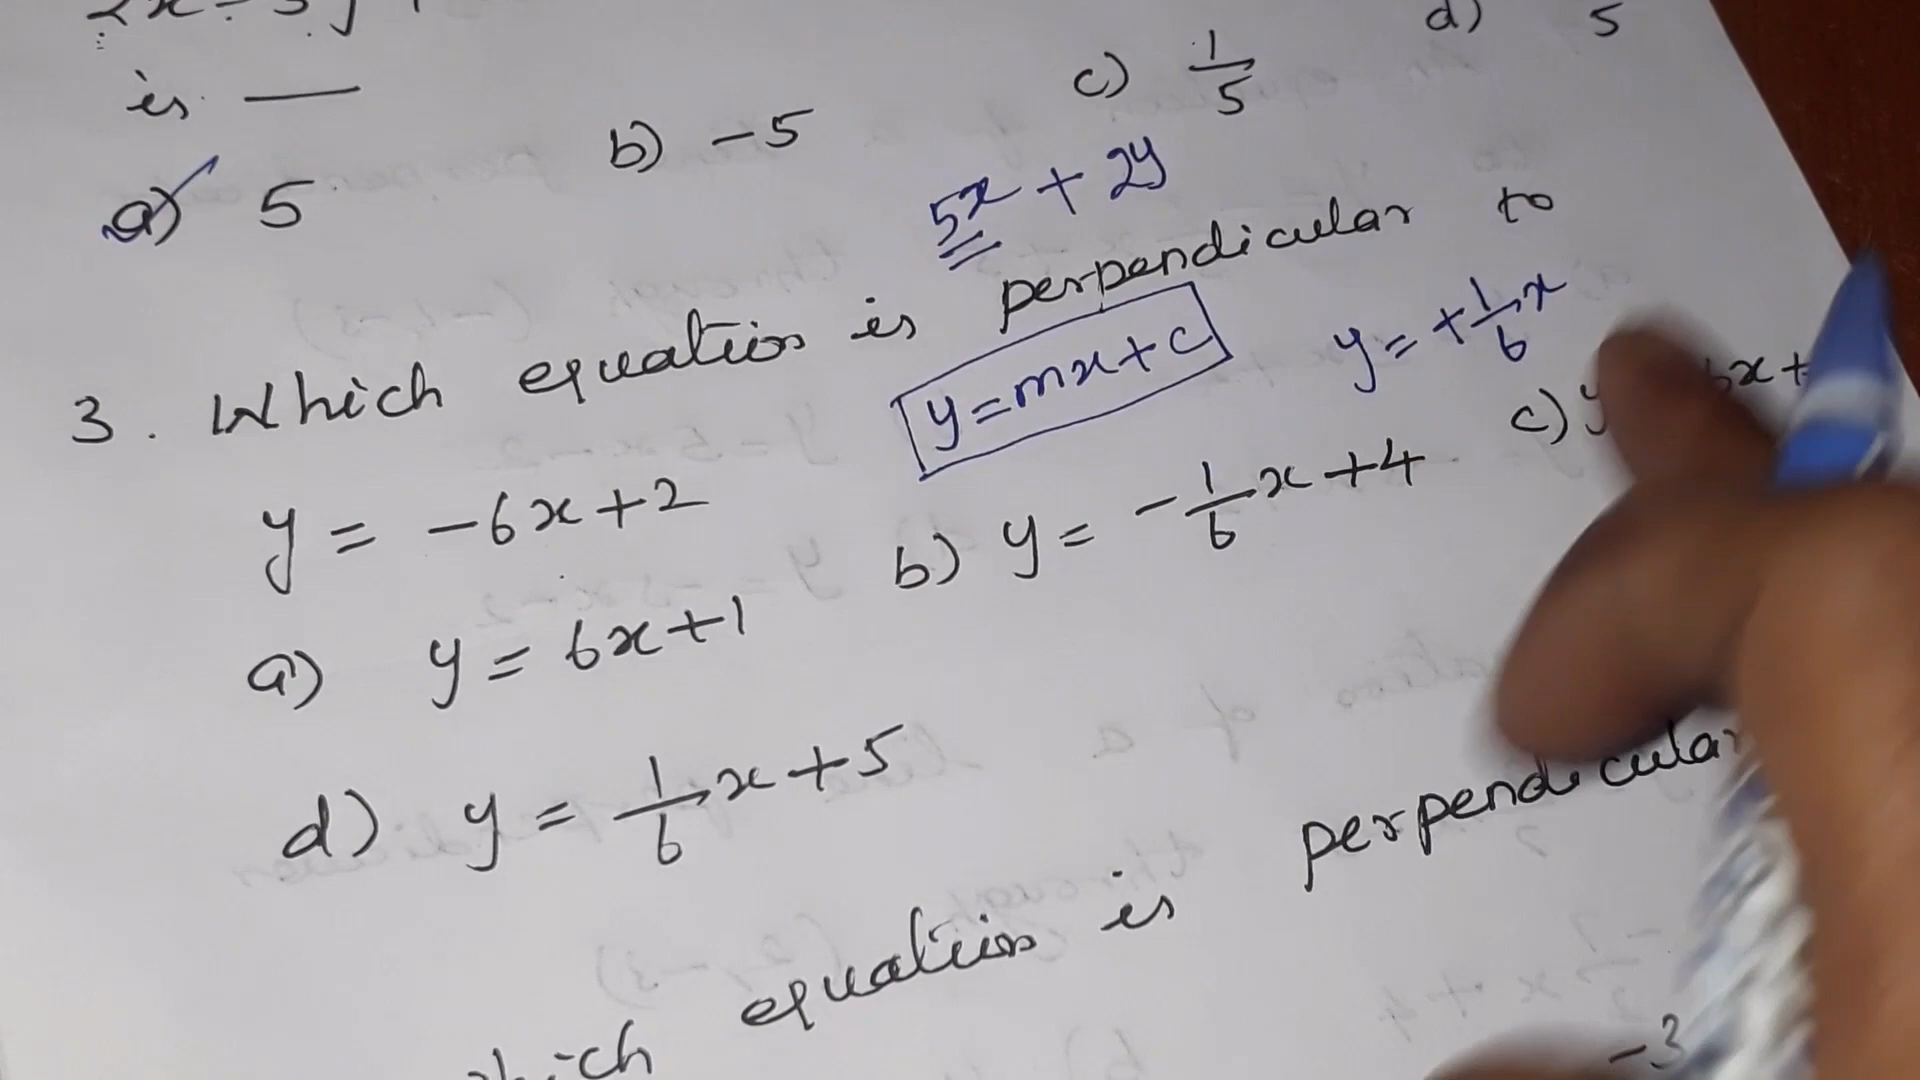 is —
a) 5 b) -5 c) 1/5 d) 5
5x + 2y
3. Which equation is perpendicular to
y = -6x+2 y=mx+c y = +1/6 x
a) y = 6x+1 b) y = -1/6 x +4 c) y
d) y = 1/6 x +5
equation is perpendicular
-3